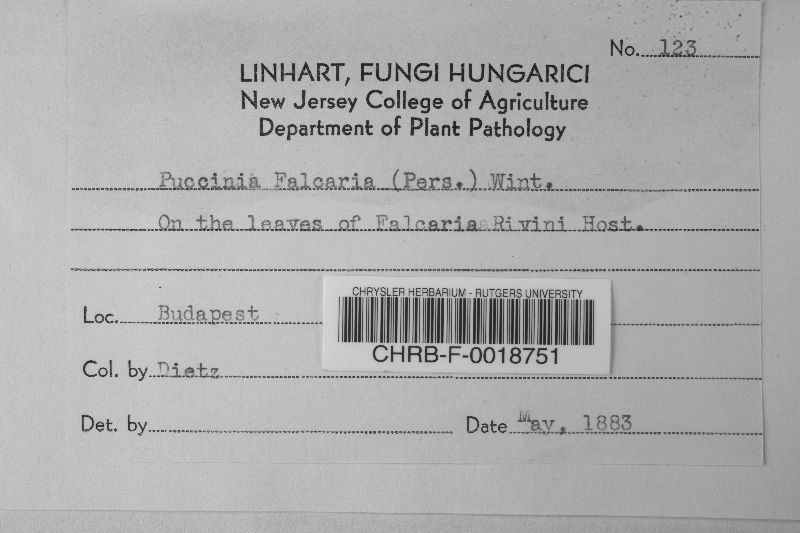 No. 123
LINHART, FUNGI HUNGARICI
New Jersey College of Agriculture
Department of Plant Pathology
Puccinia Falcaria (Pers.) Wint.
On the leaves of Falcaria Rivini Host.
Loc. Budapest
CHRYSLER HERBARIUM - RUTGERS UNIVERSITY
CHRB-F-0018751
Col. by Dietz
Det. by
Date May, 1883